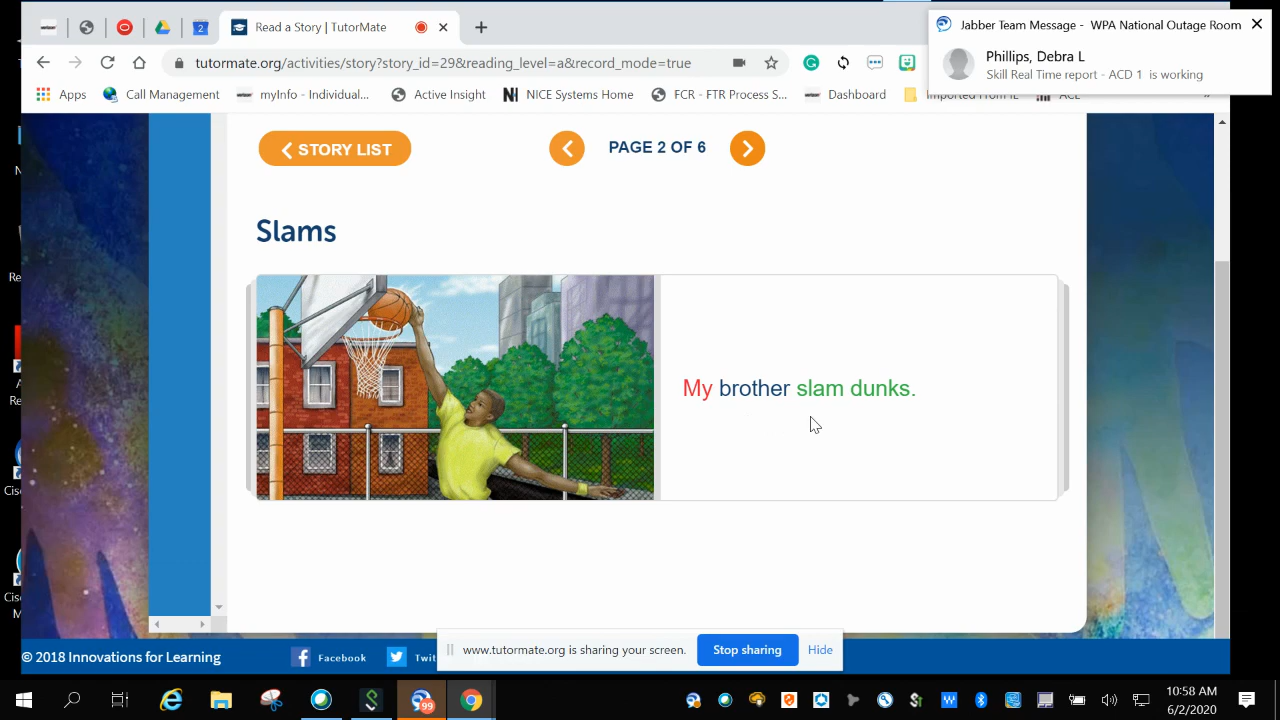 Read a Story | TutorMate
Jabber Team Message - WPA National Outage Room
Phillips, Debra L
Skill Real Time report - ACD 1 is working
tutormate.org/activities/story?story_id=29&reading_level=a&record_mode=true
Apps
Call Management
myInfo - Individual...
Active Insight
NICE Systems Home
FCR - FTR Process S...
Dashboard
STORY LIST
PAGE 2 OF 6
Slams
My brother slam dunks.
www.tutormate.org is sharing your screen.
Stop sharing
Hide
© 2018 Innovations for Learning
Facebook
Twit
99
10:58 AM
6/2/2020